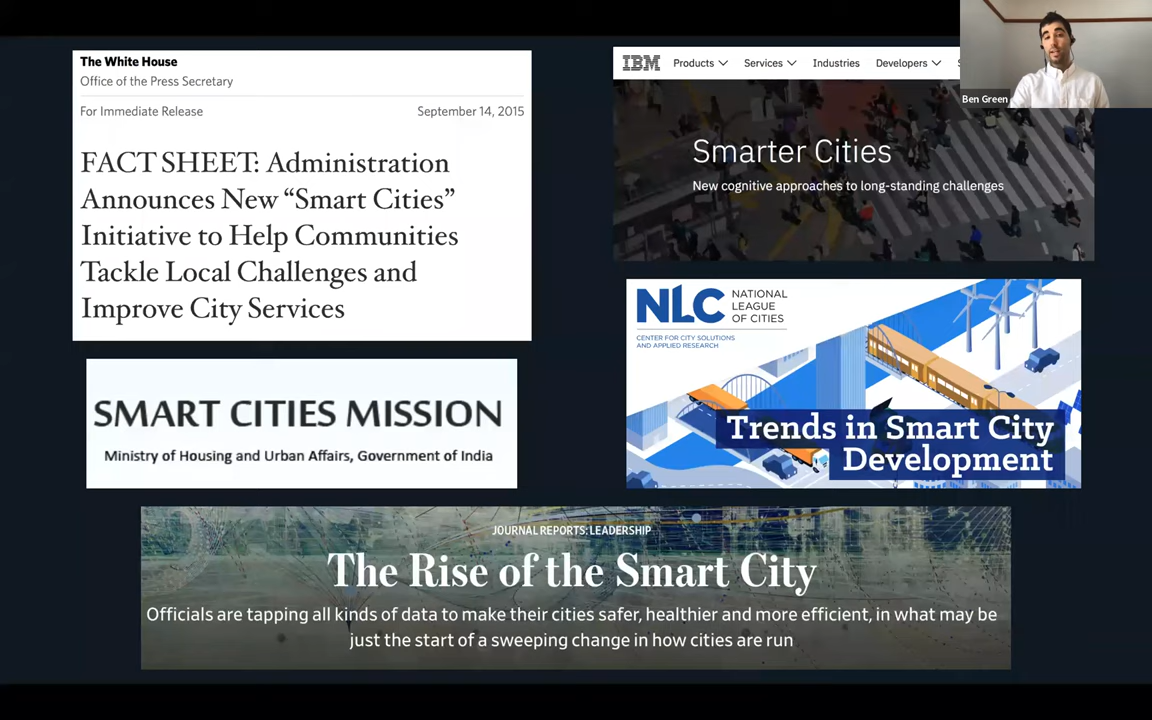 The White House
Office of the Press Secretary
For Immediate Release September 14, 2015
FACT SHEET: Administration
Announces New “Smart Cities”
Initiative to Help Communities
Tackle Local Challenges and
Improve City Services
IBM Products Services Industries Developers
Smarter Cities
New cognitive approaches to long-standing challenges
Ben Green
SMART CITIES MISSION
Ministry of Housing and Urban Affairs, Government of India
NLC NATIONAL
LEAGUE
OF CITIES
CENTER FOR CITY SOLUTIONS
AND APPLIED RESEARCH
Trends in Smart City
Development
JOURNAL REPORTS: LEADERSHIP
The Rise of the Smart City
Officials are tapping all kinds of data to make their cities safer, healthier and more efficient, in what may be
just the start of a sweeping change in how cities are run